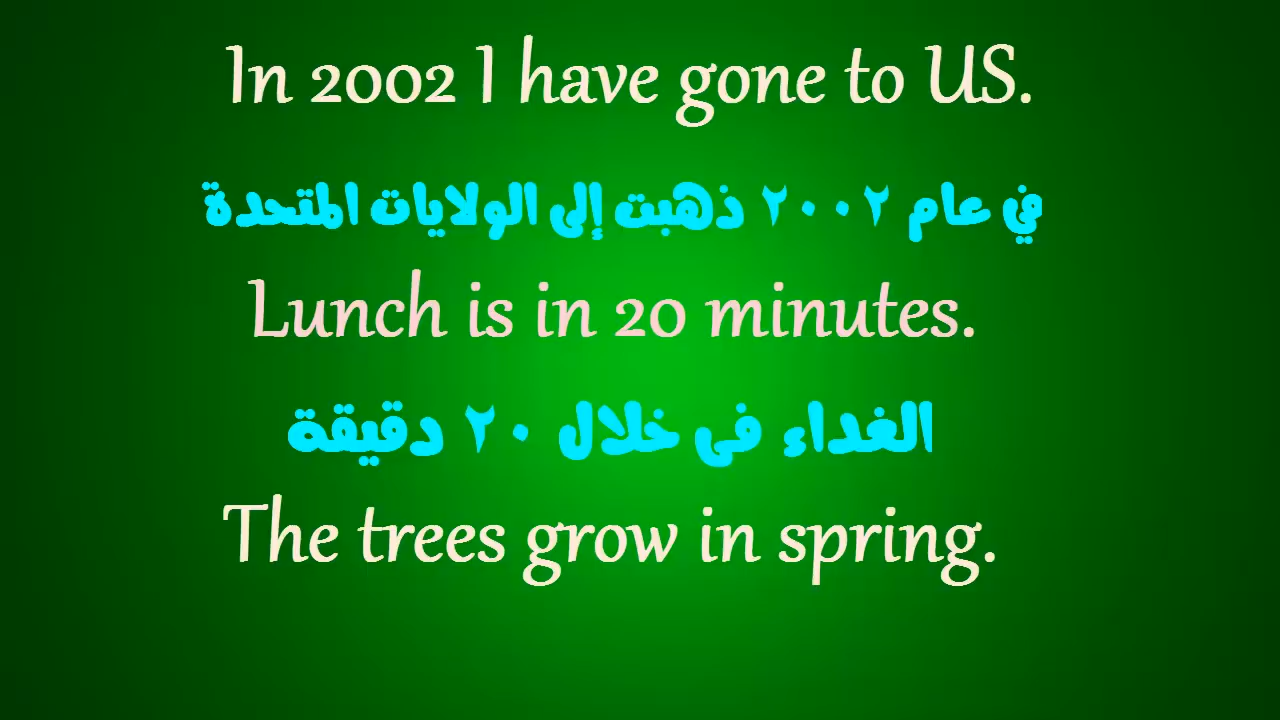 In 2002 I have gone to US.
في عام ٢٠٠٢ ذهبت إلى الولايات المتحدة
Lunch is in 20 minutes.
الغداء فى خلال ٢٠ دقيقة
The trees grow in spring.